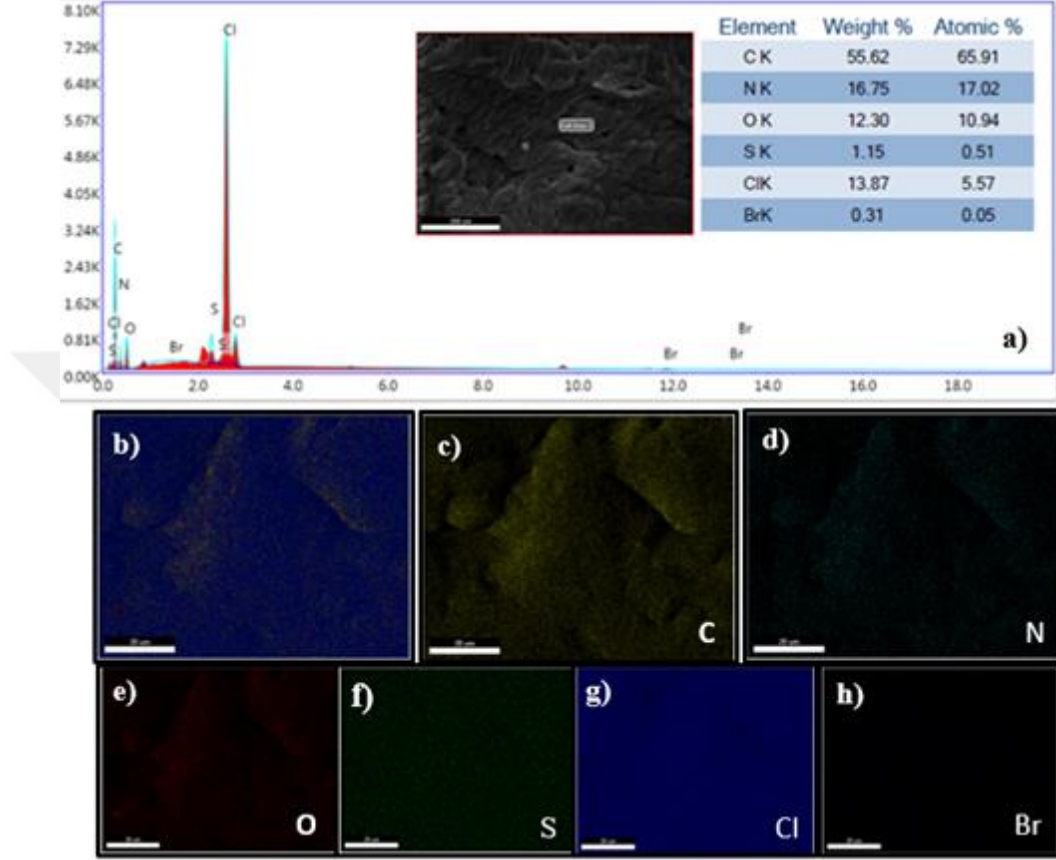 8.10K
7.29K
6.48K
5.67K
4.86K
4.05K
3.24K
2.43K
1.62K
0.81K
0.00K
0.0 2.0 4.0 6.0 8.0 10.0 12.0 14.0 18.0
Cl
C
N
Cl
S
O
Br
S
S
Cl
Br
Br
Br
a)
Element Weight % Atomic %
C K 55.62 65.91
N K 16.75 17.02
O K 12.30 10.94
S K 1.15 0.51
ClK 13.87 5.57
BrK 0.31 0.05
b)
c)
C
d)
N
e)
O
f)
S
g)
Cl
h)
Br